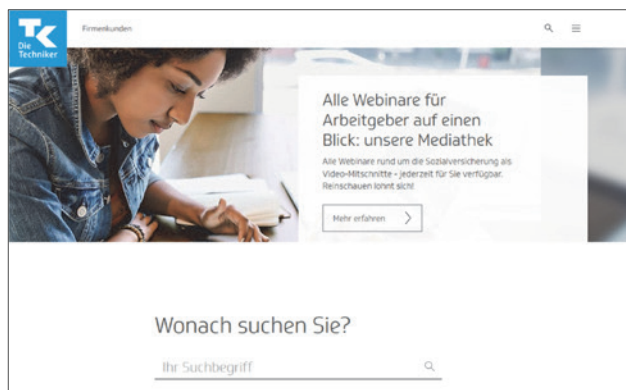 TK
Die
Techniker
Firmenkunden
Alle Webinare für
Arbeitgeber auf einen
Blick: unsere Mediathek
Alle Webinare rund um die Sozialversicherung als
Video-Mitschnitte – jederzeit für Sie verfügbar.
Reinschauen lohnt sich!
Mehr erfahren
Wonach suchen Sie?
Ihr Suchbegriff